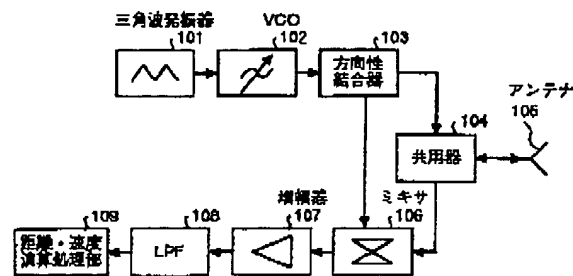 三角波発振器
101
VCO
102
103
方向性
結合器
アンテナ
105
104
共用器
ミキサ
106
増幅器
107
108
LPF
109
距離・速度
演算処理部